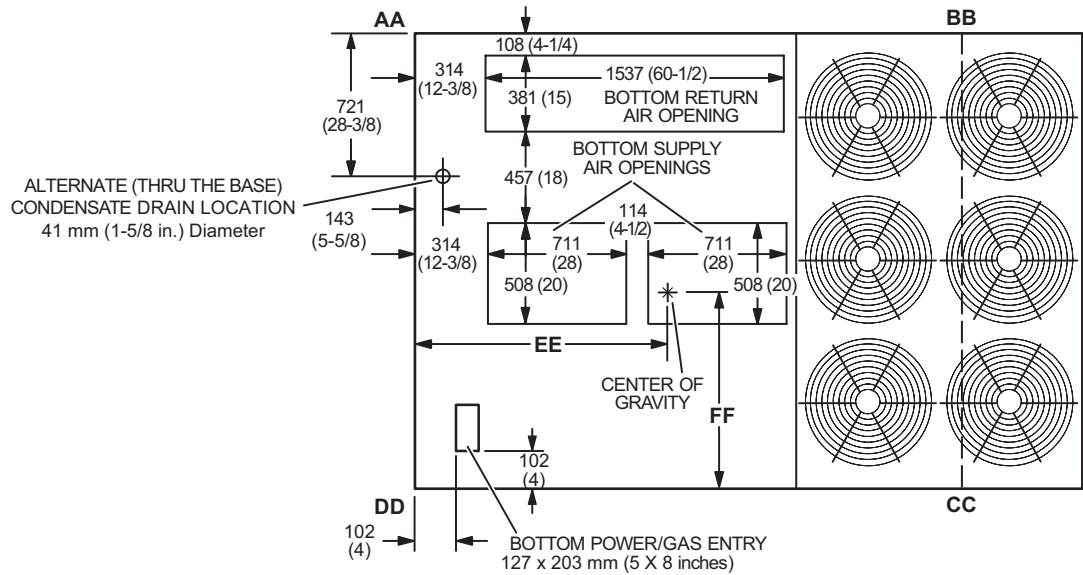 AA
BB
108 (4-1/4)
314
(12-3/8)
1537 (60-1/2)
381 (15)
BOTTOM RETURN
AIR OPENING
721
(28-3/8)
BOTTOM SUPPLY
AIR OPENINGS
457 (18)
ALTERNATE (THRU THE BASE)
CONDENSATE DRAIN LOCATION
41 mm (1-5/8 in.) Diameter
143
(5-5/8)
314
(12-3/8)
114
(4-1/2)
711
(28)
711
(28)
508 (20)
508 (20)
EE
CENTER OF
GRAVITY
FF
102
(4)
DD
CC
102
(4)
BOTTOM POWER/GAS ENTRY
127 x 203 mm (5 X 8 inches)